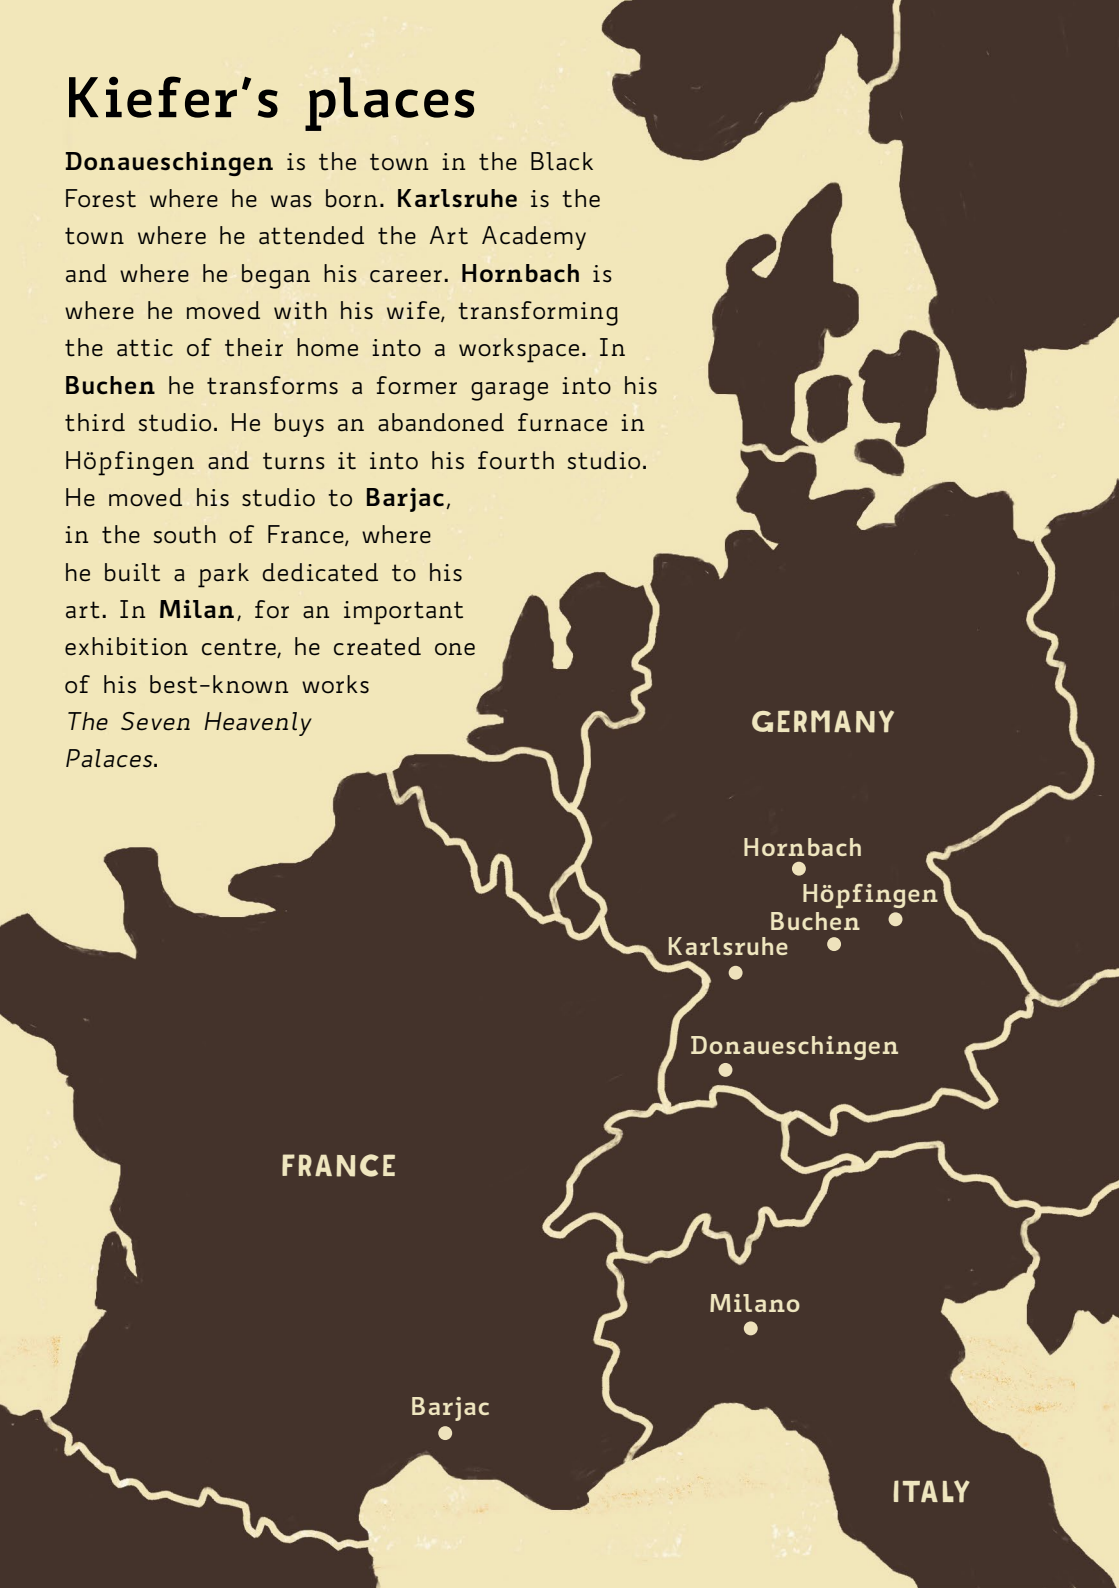 Kiefer's places
Donaueschingen is the town in the Black
Forest where he was born. Karlsruhe is the
town where he attended the Art Academy
and where he began his career. Hornbach is
where he moved with his wife, transforming
the attic of their home into a workspace. In
Buchen he transforms a former garage into his
third studio. He buys an abandoned furnace in
Höpfingen and turns it into his fourth studio.
He moved his studio to Barjac,
in the south of France, where
he built a park dedicated to his
art. In Milan, for an important
exhibition centre, he created one
of his best-known works
The Seven Heavenly
Palaces.
GERMANY
Hornbach
Höpfingen
Buchen
Karlsruhe
Donaueschingen
FRANCE
Milano
Barjac
ITALY